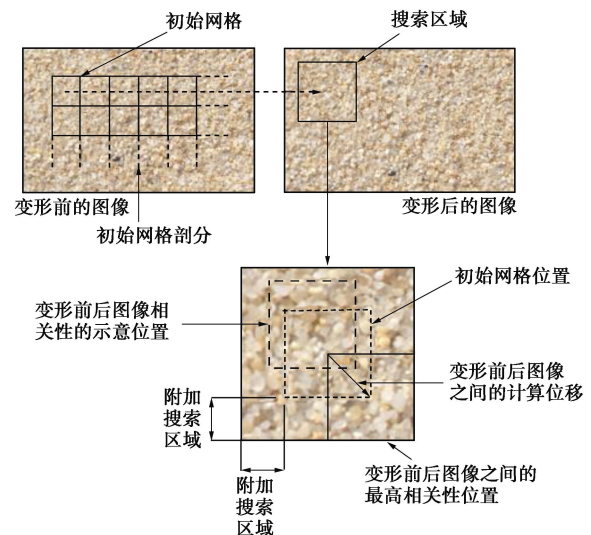 初始网格
搜索区域
变形前的图像
变形后的图像
初始网格剖分
初始网格位置
变形前后图像相
关性的示意位置
变形前后图像
之间的计算位移
附加
搜索
区域
变形前后图像之间的
最高相关性位置
附加
搜索
区域